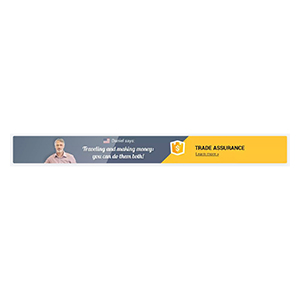 Daniel says:
Traveling and making money:
you can do them both!
TRADE ASSURANCE
Learn more >